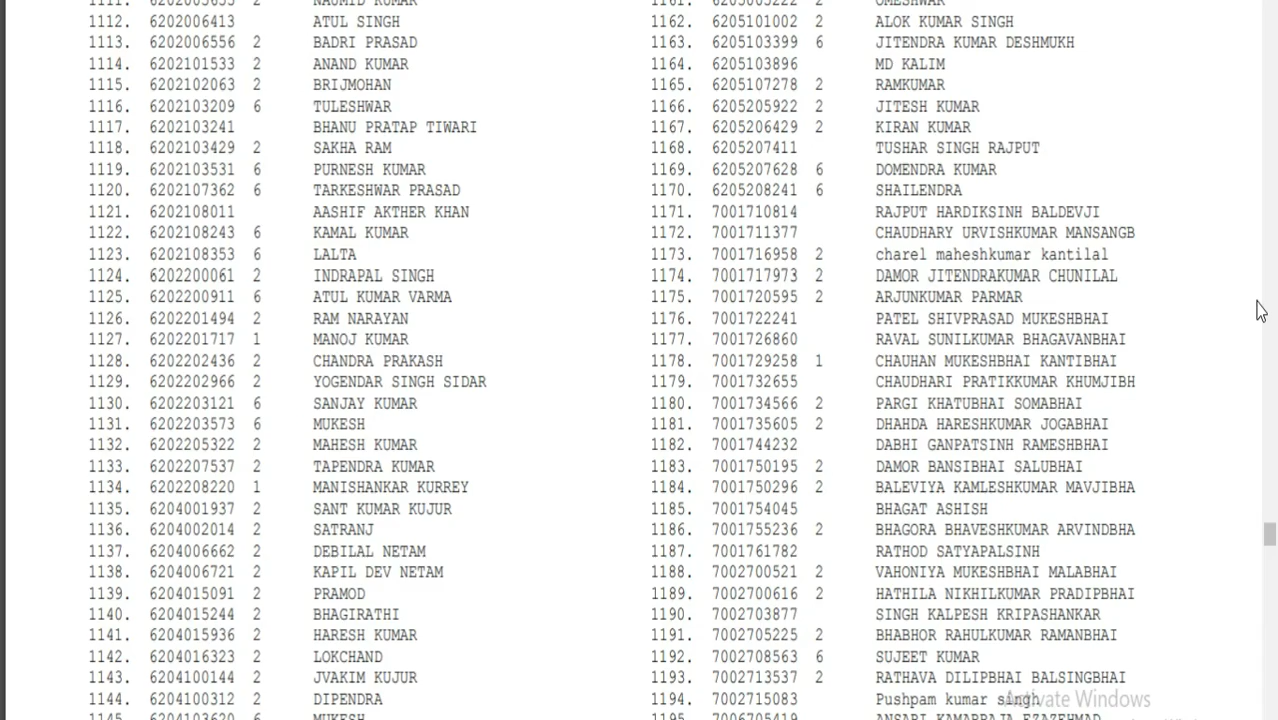 1112. 6202006413 ATUL SINGH
1113. 6202006556 2 BADRI PRASAD
1114. 6202101533 2 ANAND KUMAR
1115. 6202102063 2 BRIJMOHAN
1116. 6202103209 6 TULESHWAR
1117. 6202103241 BHANU PRATAP TIWARI
1118. 6202103429 2 SAKHA RAM
1119. 6202103531 6 PURNESH KUMAR
1120. 6202107362 6 TARKESHWAR PRASAD
1121. 6202108011 AASHIF AKTHER KHAN
1122. 6202108243 6 KAMAL KUMAR
1123. 6202108353 6 LALTA
1124. 6202200061 2 INDRAPAL SINGH
1125. 6202200911 6 ATUL KUMAR VARMA
1126. 6202201494 2 RAM NARAYAN
1127. 6202201717 1 MANOJ KUMAR
1128. 6202202436 2 CHANDRA PRAKASH
1129. 6202202966 2 YOGENDAR SINGH SIDAR
1130. 6202203121 6 SANJAY KUMAR
1131. 6202203573 6 MUKESH
1132. 6202205322 2 MAHESH KUMAR
1133. 6202207537 2 TAPENDRA KUMAR
1134. 6202208220 1 MANISHANKAR KURREY
1135. 6204001937 2 SANT KUMAR KUJUR
1136. 6204002014 2 SATRANJ
1137. 6204006662 2 DEBILAL NETAM
1138. 6204006721 2 KAPIL DEV NETAM
1139. 6204015091 2 PRAMOD
1140. 6204015244 2 BHAGIRATHI
1141. 6204015936 2 HARESH KUMAR
1142. 6204016323 2 LOKCHAND
1143. 6204100144 2 JVAKIM KUJUR
1144. 6204100312 2 DIPENDRA
1145. 6204103620 6 MUKESH
1162. 6205101002 2 ALOK KUMAR SINGH
1163. 6205103399 6 JITENDRA KUMAR DESHMUKH
1164. 6205103896 MD KALIM
1165. 6205107278 2 RAMKUMAR
1166. 6205205922 2 JITESH KUMAR
1167. 6205206429 2 KIRAN KUMAR
1168. 6205207411 TUSHAR SINGH RAJPUT
1169. 6205207628 6 DOMENDRA KUMAR
1170. 6205208241 6 SHAILENDRA
1171. 7001710814 RAJPUT HARDIKSINH BALDEVJI
1172. 7001711377 CHAUDHARY URVISHKUMAR MANSANGB
1173. 7001716958 2 charel maheshkumar kantilal
1174. 7001717973 2 DAMOR JITENDRAKUMAR CHUNILAL
1175. 7001720595 2 ARJUNKUMAR PARMAR
1176. 7001722241 PATEL SHIVPRASAD MUKESHBHAI
1177. 7001726860 RAVAL SUNILKUMAR BHAGAVANBHAI
1178. 7001729258 1 CHAUHAN MUKESHBHAI KANTIBHAI
1179. 7001732655 CHAUDHARI PRATIKKUMAR KHUMJIBH
1180. 7001734566 2 PARGI KHATUBHAI SOMABHAI
1181. 7001735605 2 DHAHDA HARESHKUMAR JOGABHAI
1182. 7001744232 DABHI GANPATSINH RAMESHBHAI
1183. 7001750195 2 DAMOR BANSIBHAI SALUBHAI
1184. 7001750296 2 BALEVIYA KAMLESHKUMAR MAVJIBHA
1185. 7001754045 BHAGAT ASHISH
1186. 7001755236 2 BHAGORA BHAVESHKUMAR ARVINDBHA
1187. 7001761782 RATHOD SATYAPALSINH
1188. 7002700521 2 VAHONIYA MUKESHBHAI MALABHAI
1189. 7002700616 2 HATHILA NIKHILKUMAR PRADIPBHAI
1190. 7002703877 SINGH KALPESH KRIPASHANKAR
1191. 7002705225 2 BHABHOR RAHULKUMAR RAMANBHAI
1192. 7002708563 6 SUJEET KUMAR
1193. 7002713537 2 RATHAVA DILIPBHAI BALSINGBHAI
1194. 7002715083 Pushpam kumar singh
Activate Windows